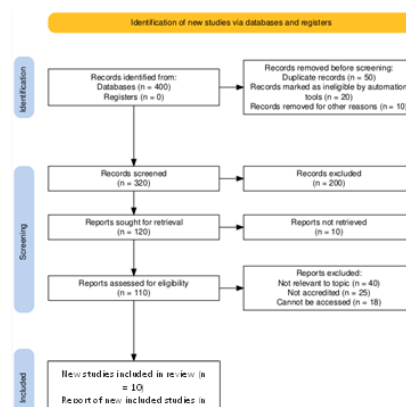 Identification of new studies via databases and registers
Identification
Records identified from:
Databases (n = 400)
Registers (n = 0)
Records removed before screening:
Duplicate records (n = 50)
Records marked as ineligible by automation
tools (n = 20)
Records removed for other reasons (n = 10)
Screening
Records screened
(n = 320)
Records excluded
(n = 200)
Reports sought for retrieval
(n = 120)
Reports not retrieved
(n = 10)
Reports assessed for eligibility
(n = 110)
Reports excluded:
Not relevant to topic (n = 40)
Not accredited (n = 25)
Cannot be accessed (n = 18)
Included
New studies included in review (n
= 10)
Report of new included studies in